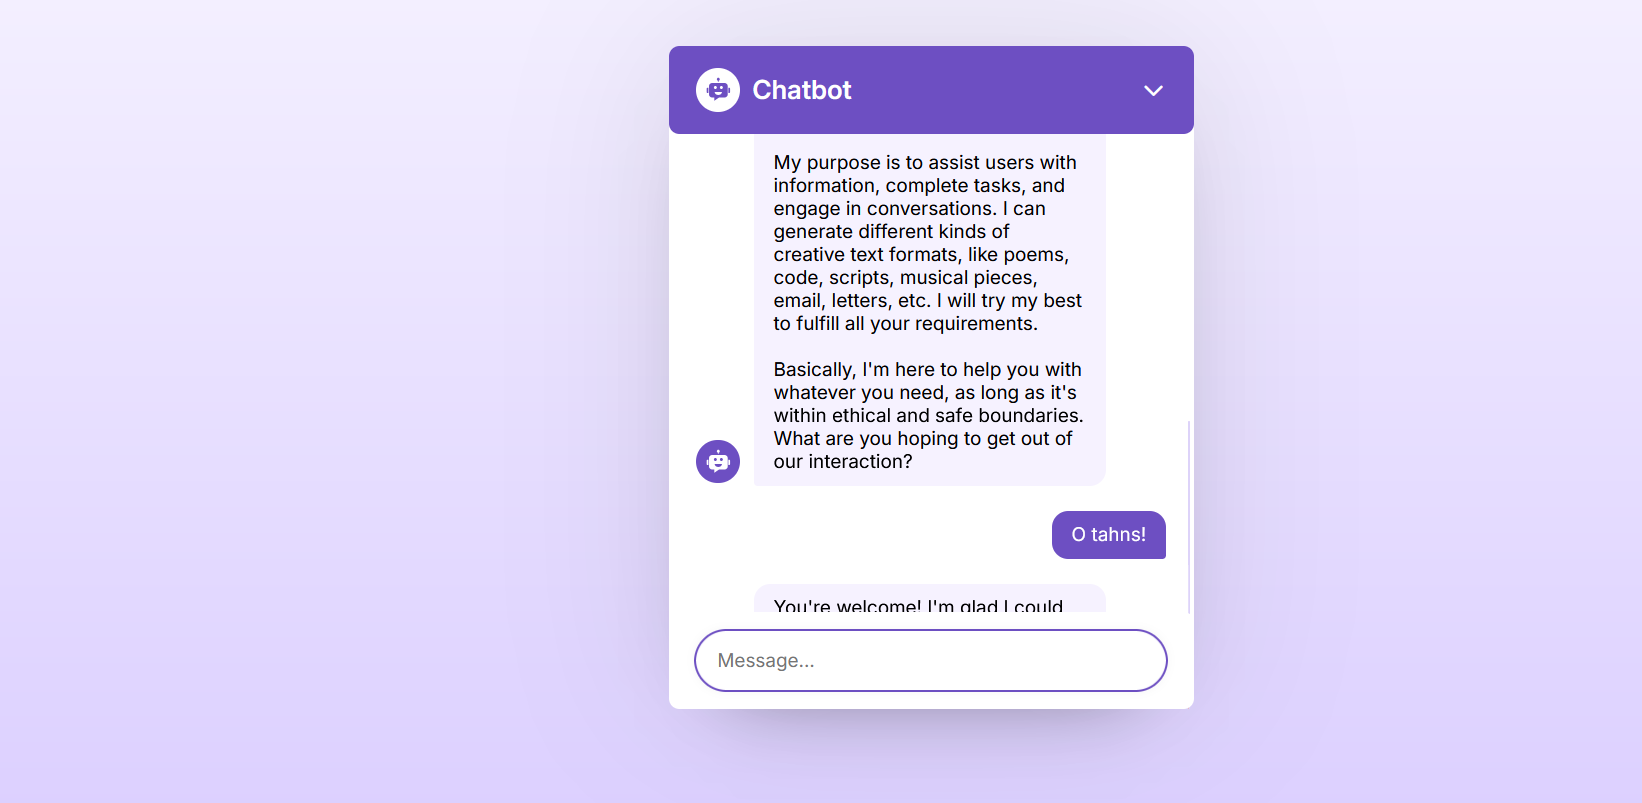 Chatbot
My purpose is to assist users with
information, complete tasks, and
engage in conversations. I can
generate different kinds of
creative text formats, like poems,
code, scripts, musical pieces,
email, letters, etc. I will try my best
to fulfill all your requirements.
Basically, I'm here to help you with
whatever you need, as long as it's
within ethical and safe boundaries.
What are you hoping to get out of
our interaction?
O tahns!
You're welcome! I'm glad I could
Message...